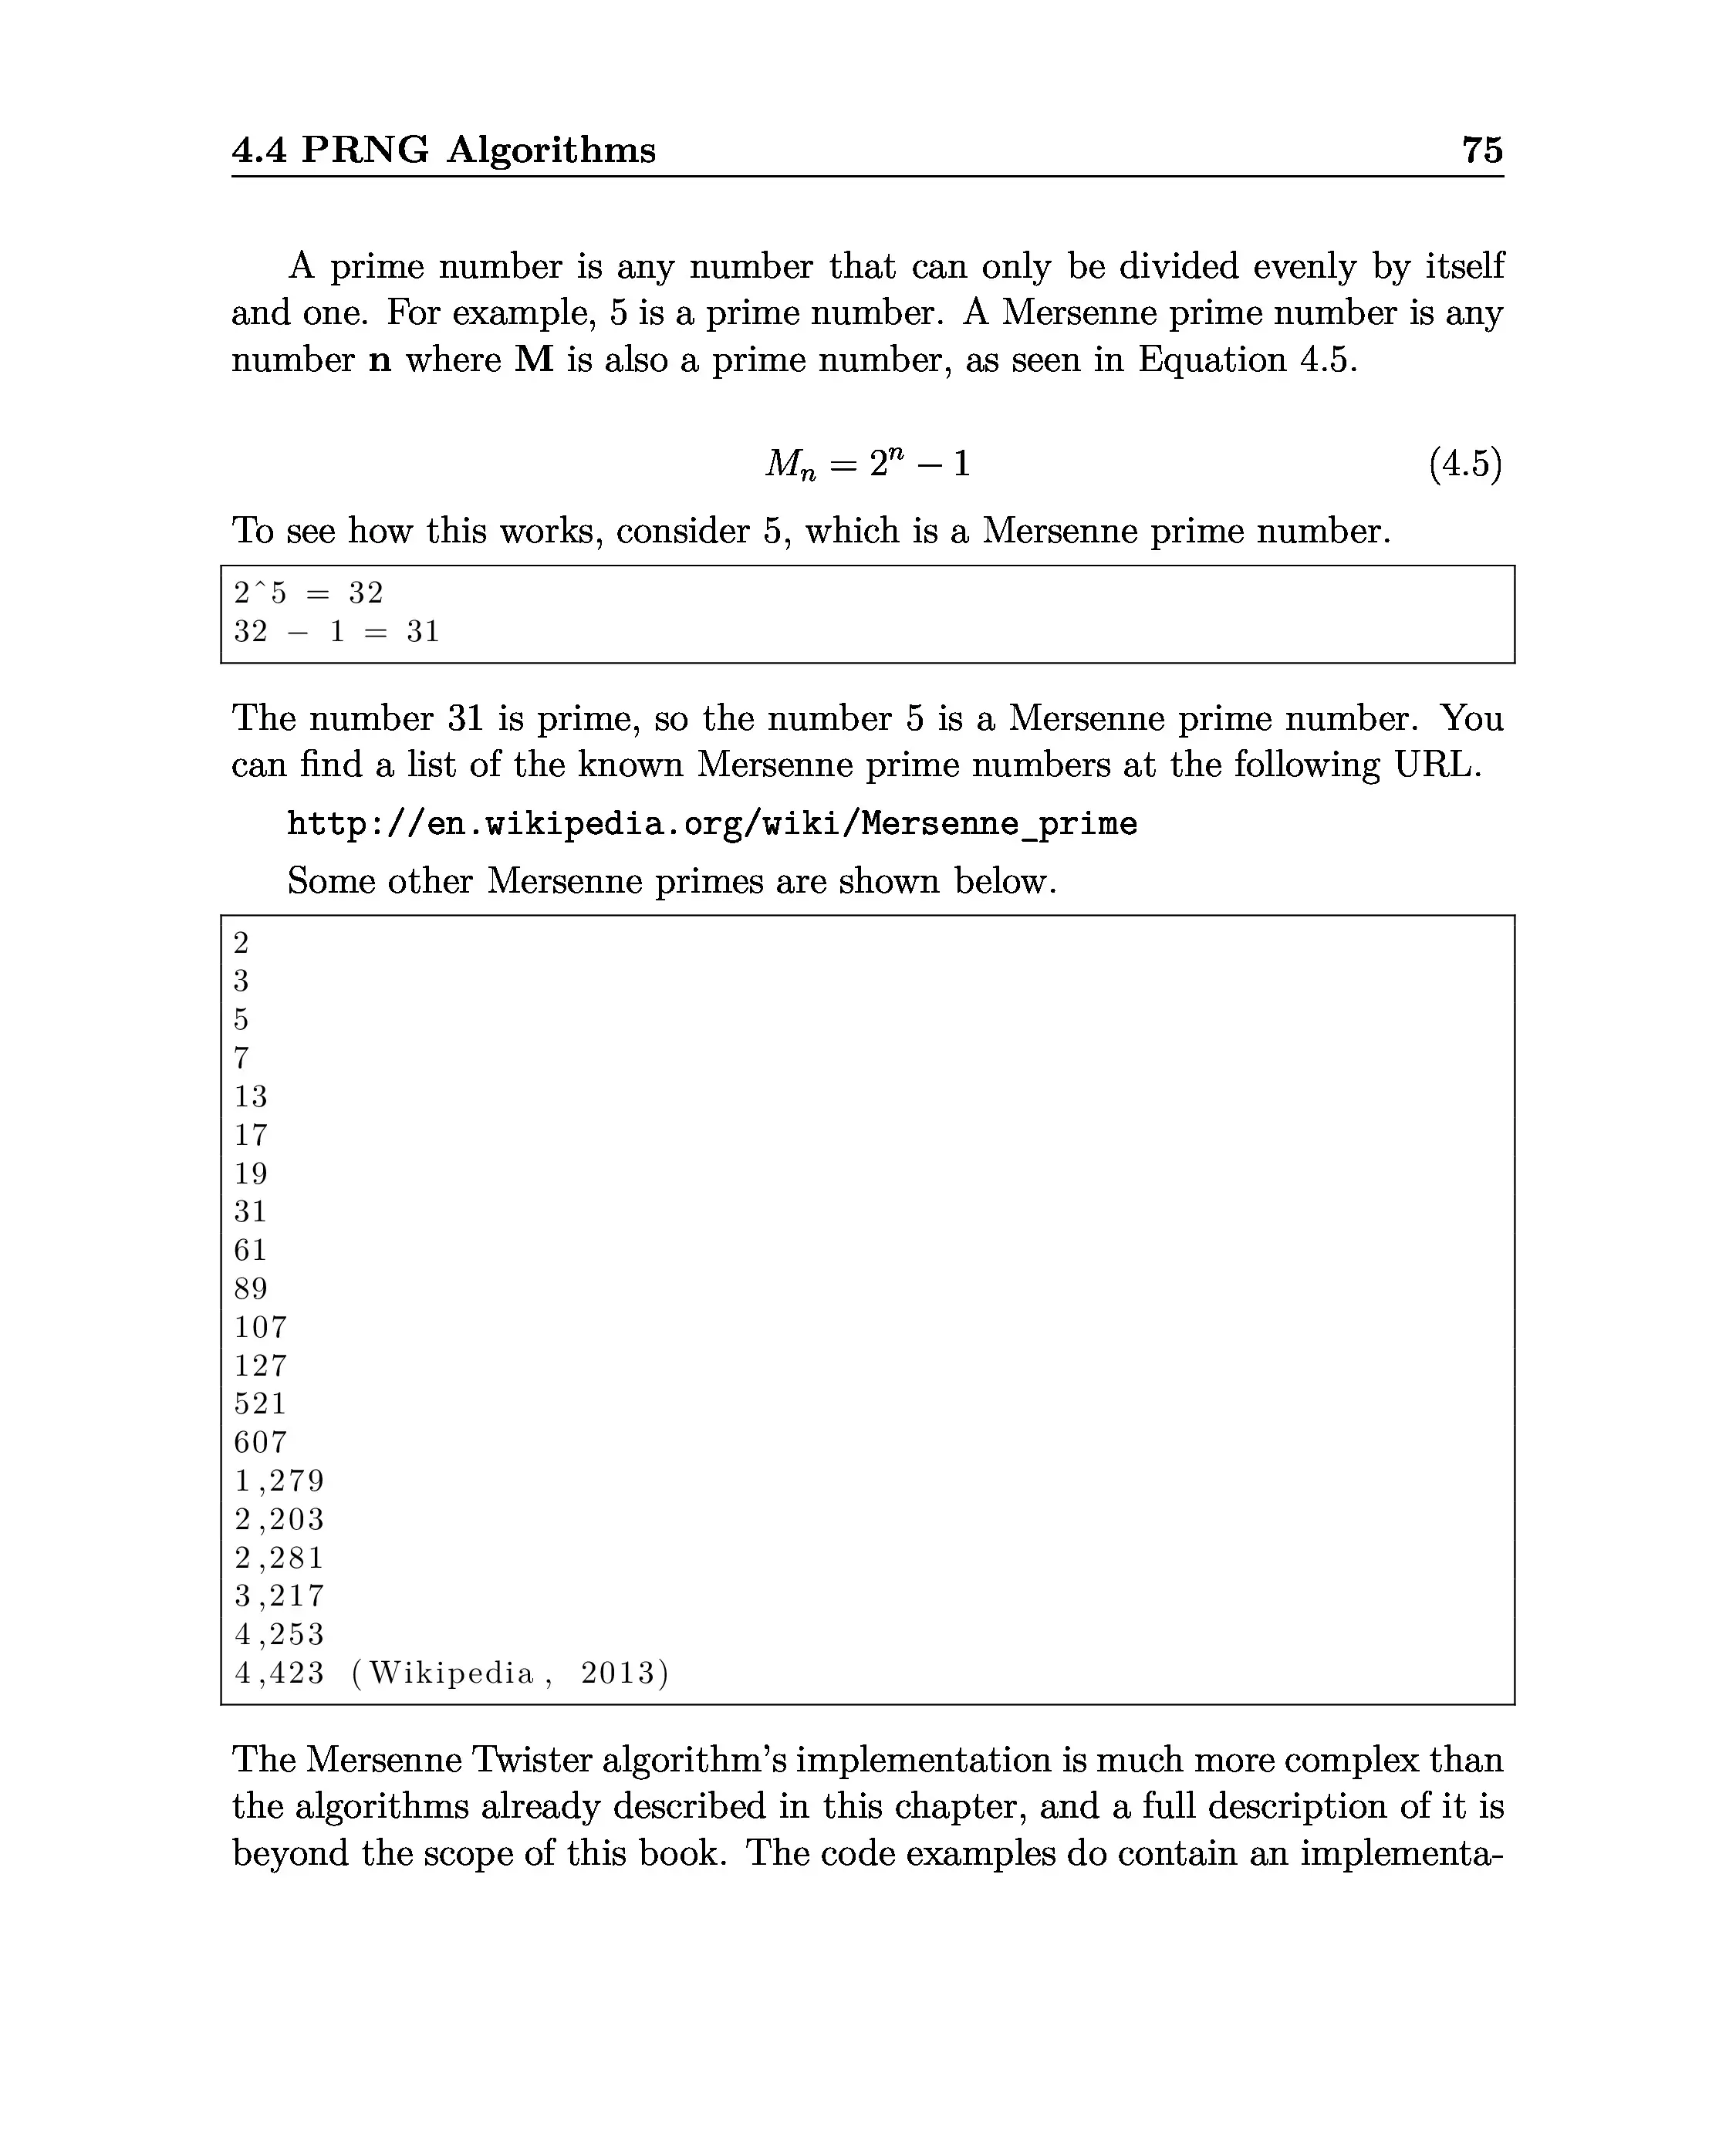 4.4 PRNG Algorithms 75
A prime number is any number that can only be divided evenly by itself
and one. For example, 5 is a prime number. A Mersenne prime number is any
number n where M is also a prime number, as seen in Equation 4.5.
Mₙ = 2ⁿ − 1 (4.5)
To see how this works, consider 5, which is a Mersenne prime number.
2^5 = 32
32 − 1 = 31
The number 31 is prime, so the number 5 is a Mersenne prime number. You
can find a list of the known Mersenne prime numbers at the following URL.
http://en.wikipedia.org/wiki/Mersenne_prime
Some other Mersenne primes are shown below.
2
3
5
7
13
17
19
31
61
89
107
127
521
607
1,279
2,203
2,281
3,217
4,253
4,423 (Wikipedia, 2013)
The Mersenne Twister algorithm's implementation is much more complex than
the algorithms already described in this chapter, and a full description of it is
beyond the scope of this book. The code examples do contain an implementa-